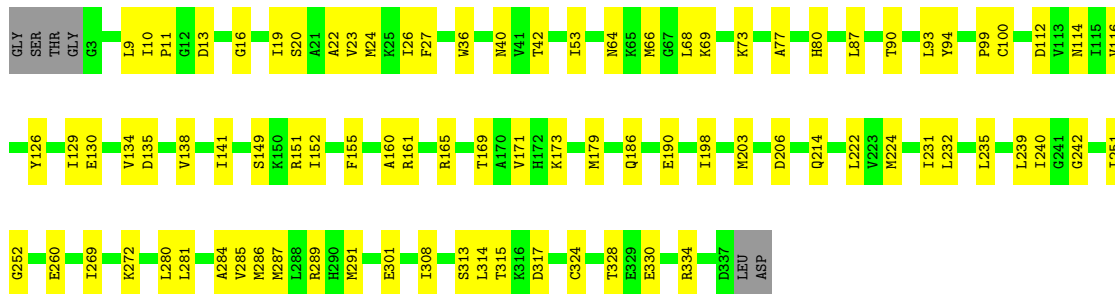 GLY SER THR GLY G3 L9 I10 P11 G12 D13 G16 I19 S20 A21 A22 V23 M24 K25 I26 F27 W36 N40 V41 T42 I53 N64 K65 M66 G67 L68 K69 K73 A77 H80 L87 T90 L93 Y94 P99 C100 D112 V113 N114 I115
Y126 I129 E130 V134 D135 V138 I141 S149 K150 R151 I152 F155 A160 R161 R165 T169 A170 V171 H172 K173 M179 Q186 E190 I198 M203 D206 Q214 L222 V223 M224 I231 L232 L235 L239 I240 G241 G242
G252 E260 I269 K272 L280 L281 A284 V285 M286 M287 L288 R289 H290 M291 E301 I308 S313 L314 T315 K316 D317 C324 T328 E329 E330 R334 D337 LEU ASP